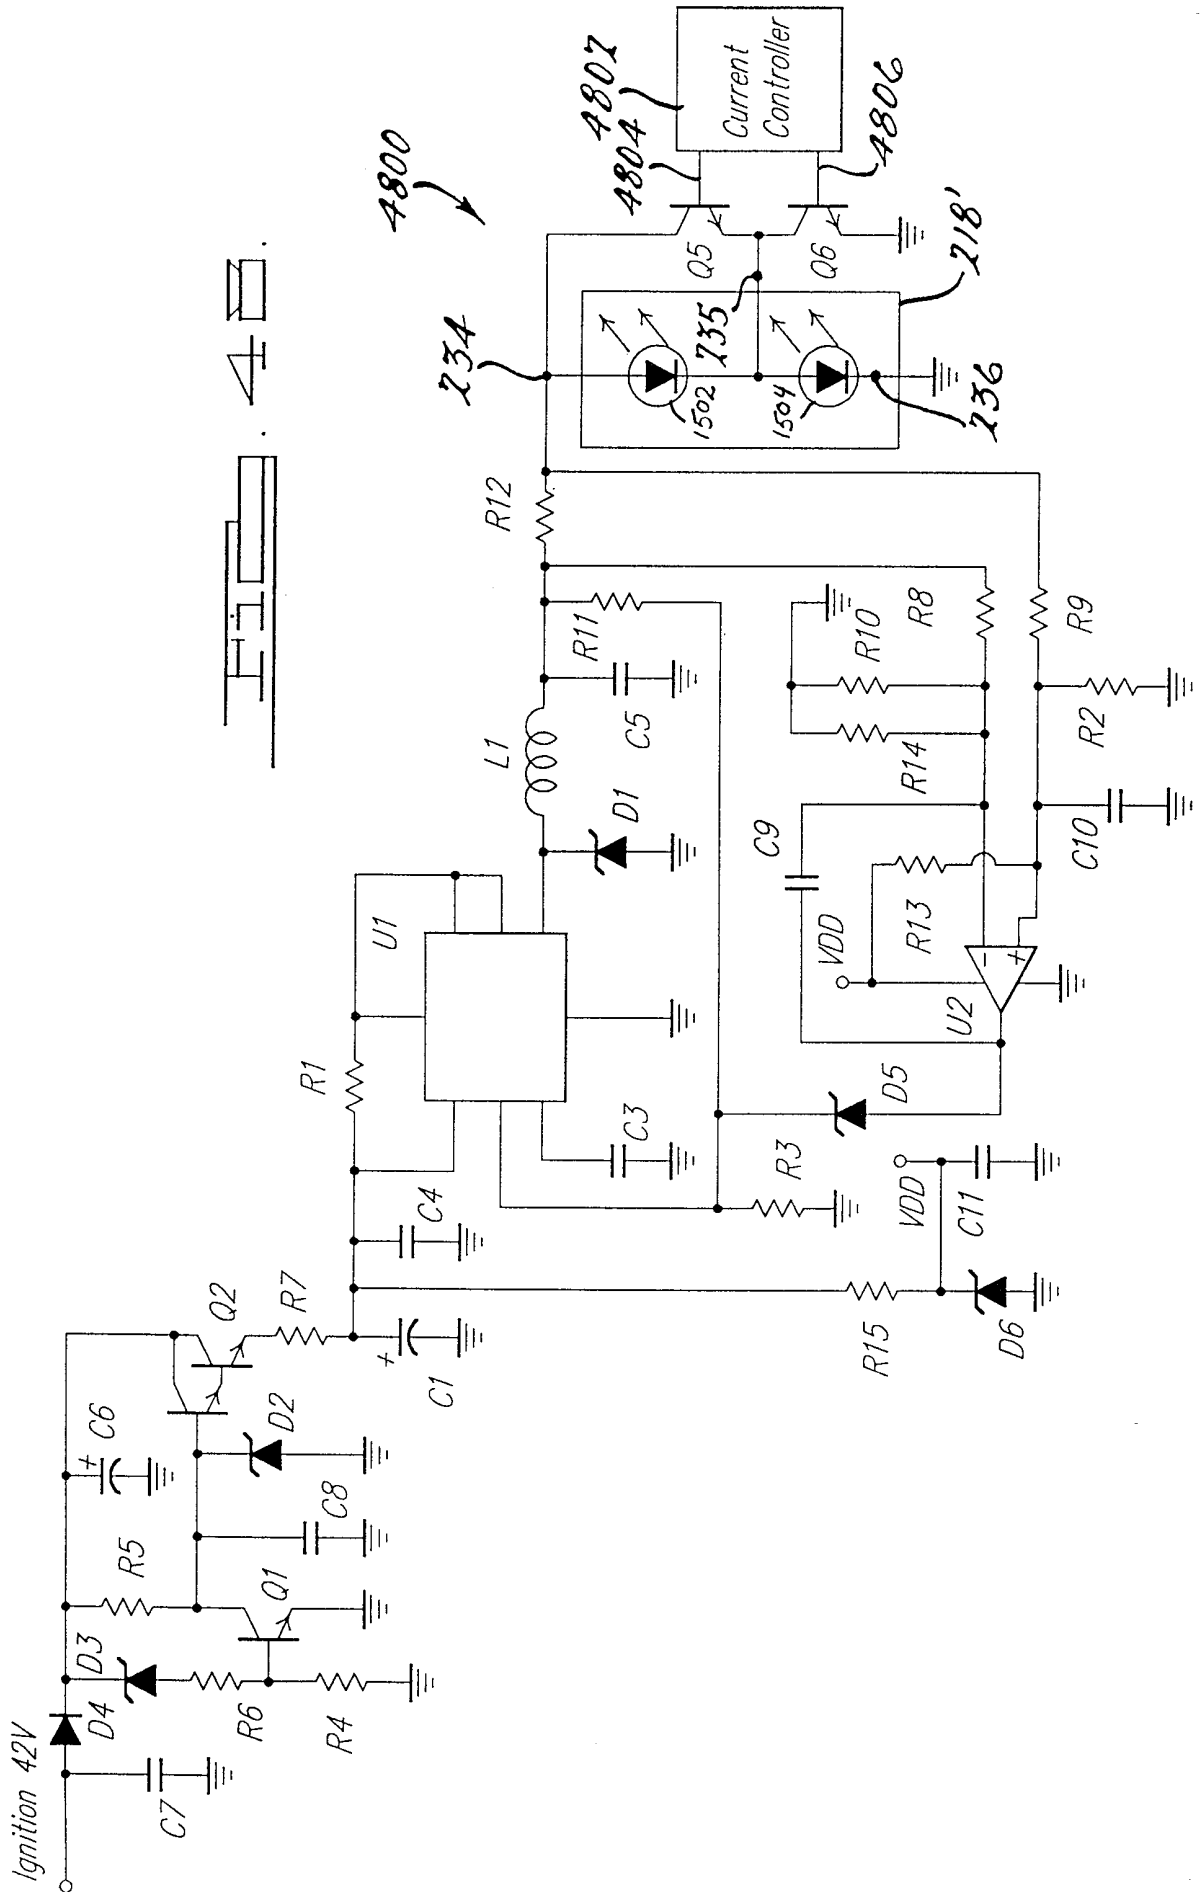 FIG. 48.
4800
Ignition 42V
D4
C7
D3
R6
R4
R5
Q1
C8
C6
+
D2
Q2
R7
C1
+
C4
R1
U1
C3
R3
R15
D6
VDD
C11
D5
L1
D1
C5
R11
R12
C9
VDD
R13
U2
-
+
R14
R10
R8
R9
R2
C10
234
235
236
1502
1504
218'
Q5
Q6
4804
4806
4802
Current
Controller